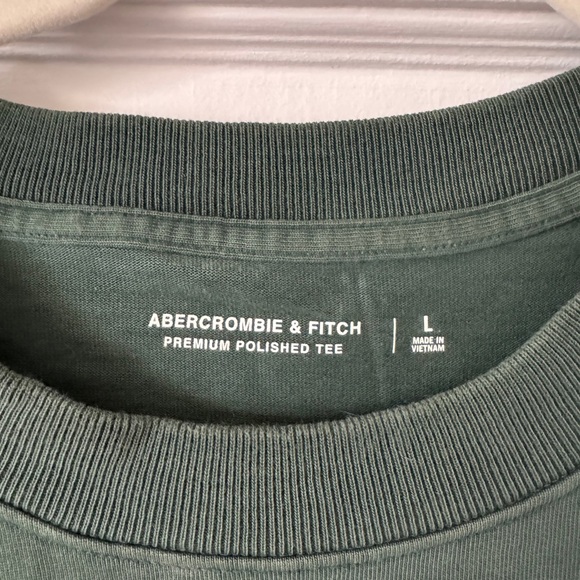 ABERCROMBIE & FITCH
PREMIUM POLISHED TEE
L
MADE IN
VIETNAM